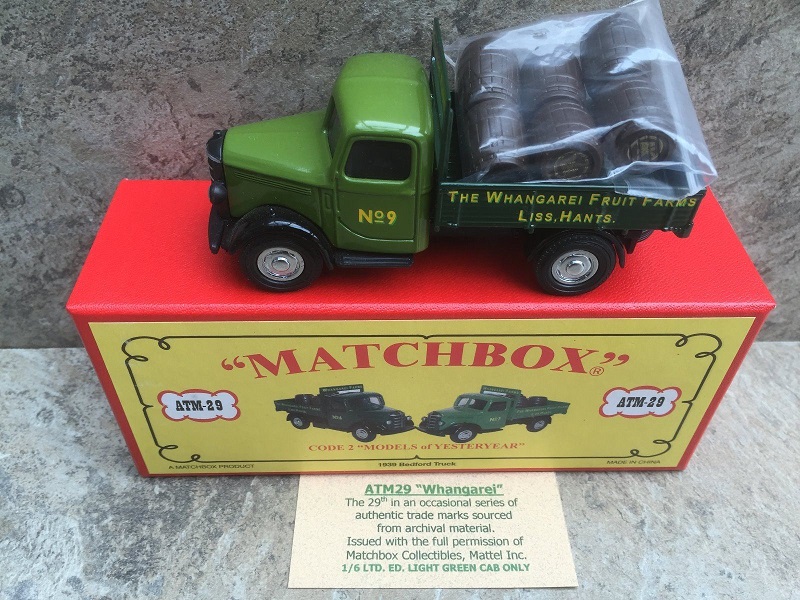 No 9
THE WHANGAREI FRUIT FARMS
LISS, HANTS.
"MATCHBOX"®
ATM-29
ATM-29
CODE 2 "MODELS of YESTERYEAR"
A MATCHBOX PRODUCT
1939 Bedford Truck
MADE IN CHINA
ATM29 "Whangarei"
The 29th in an occasional series of
authentic trade marks sourced
from archival material.
Issued with the full permission of
Matchbox Collectibles, Mattel Inc.
1/6 LTD. ED. LIGHT GREEN CAB ONLY